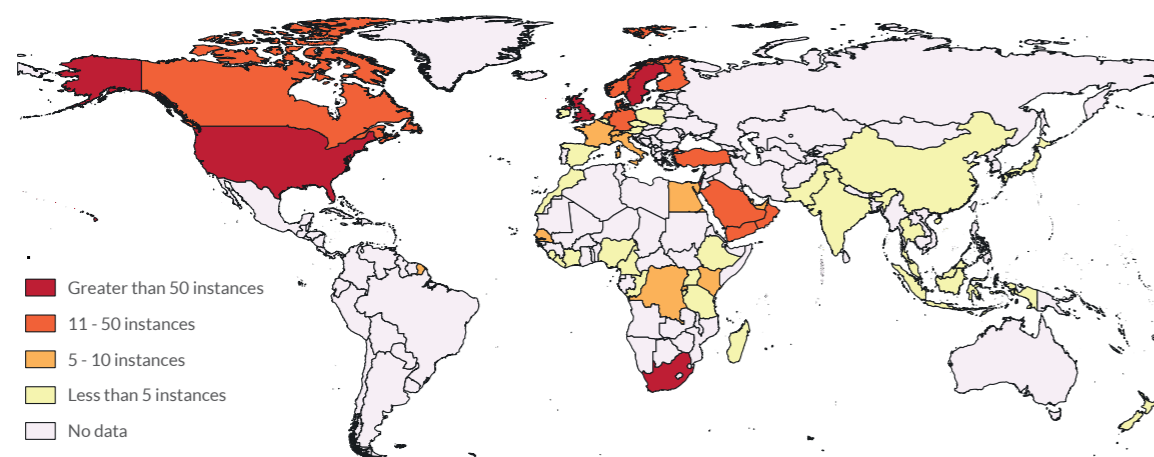 Greater than 50 instances
11 - 50 instances
5 - 10 instances
Less than 5 instances
No data